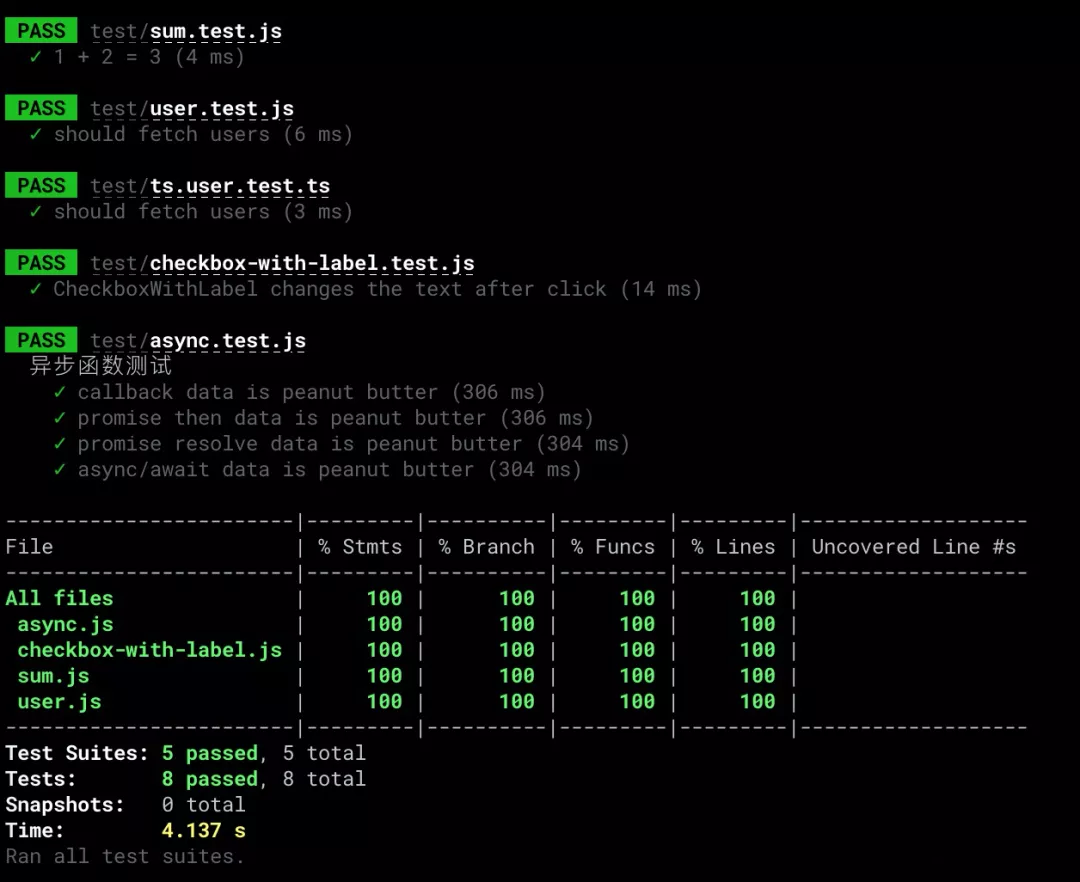 PASS test/sum.test.js
✓ 1 + 2 = 3 (4 ms)
PASS test/user.test.js
✓ should fetch users (6 ms)
PASS test/ts.user.test.ts
✓ should fetch users (3 ms)
PASS test/checkbox-with-label.test.js
✓ CheckboxWithLabel changes the text after click (14 ms)
PASS test/async.test.js
异步函数测试
✓ callback data is peanut butter (306 ms)
✓ promise then data is peanut butter (306 ms)
✓ promise resolve data is peanut butter (304 ms)
✓ async/await data is peanut butter (304 ms)
------------------------|---------|----------|---------|---------|-------------------
File                    | % Stmts | % Branch | % Funcs | % Lines | Uncovered Line #s
------------------------|---------|----------|---------|---------|-------------------
All files               |     100 |      100 |     100 |     100 |
 async.js               |     100 |      100 |     100 |     100 |
 checkbox-with-label.js |     100 |      100 |     100 |     100 |
 sum.js                 |     100 |      100 |     100 |     100 |
 user.js                |     100 |      100 |     100 |     100 |
------------------------|---------|----------|---------|---------|-------------------
Test Suites: 5 passed, 5 total
Tests:       8 passed, 8 total
Snapshots:   0 total
Time:        4.137 s
Ran all test suites.